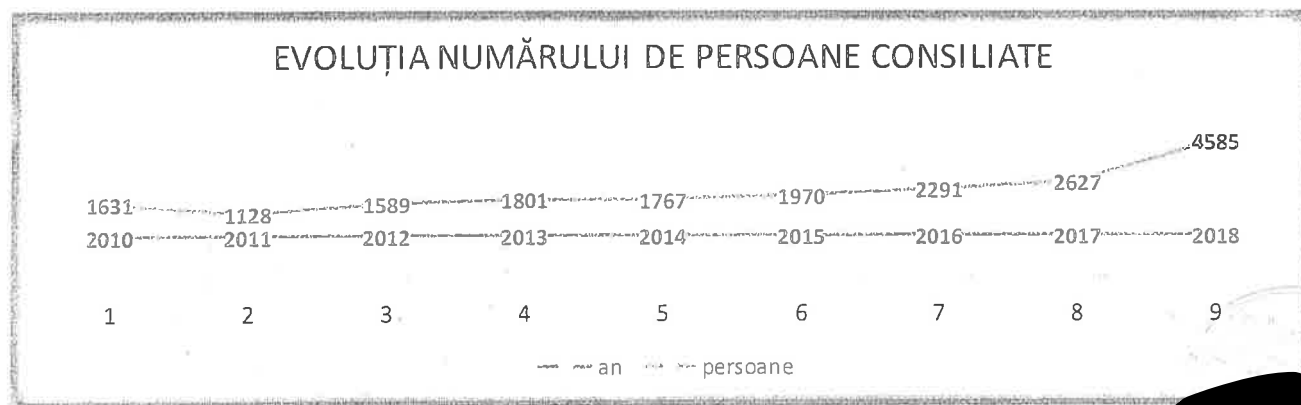 EVOLUȚIA NUMĂRULUI DE PERSOANE CONSILIATE
1631 1128 1589 1801 1767 1970 2291 2627 4585
2010 2011 2012 2013 2014 2015 2016 2017 2018
1 2 3 4 5 6 7 8 9
an persoane